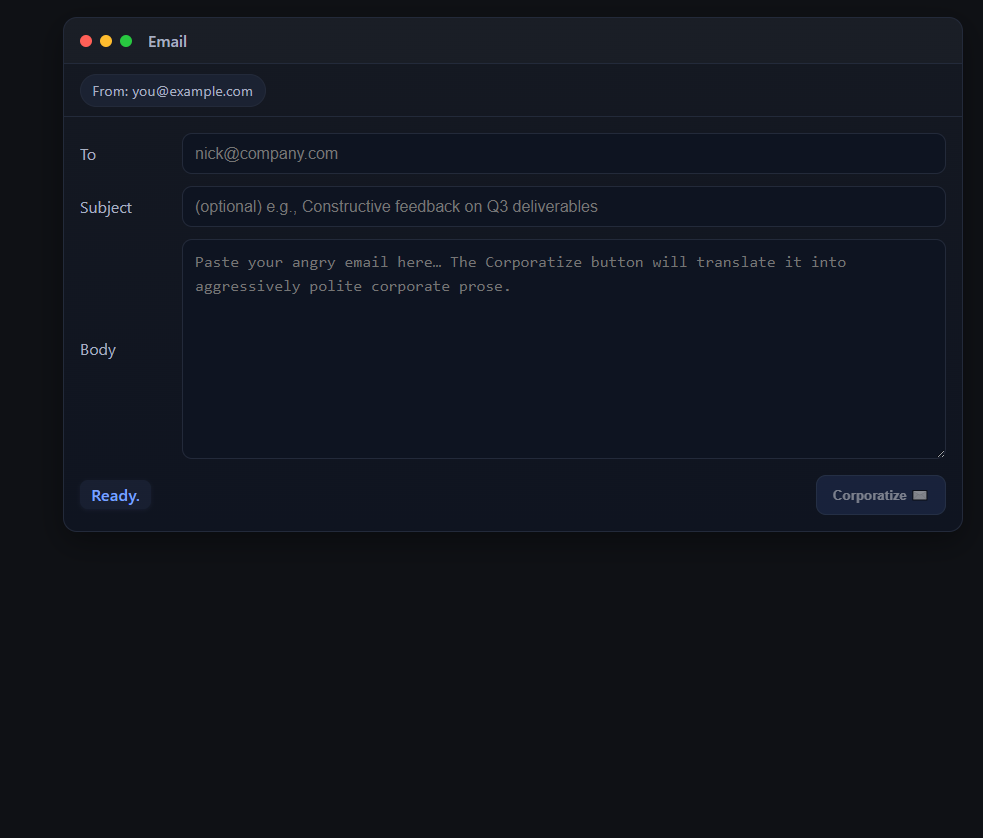 Email
From: you@example.com
To
nick@company.com
Subject
(optional) e.g., Constructive feedback on Q3 deliverables
Body
Paste your angry email here… The Corporatize button will translate it into
aggressively polite corporate prose.
Ready.
Corporatize